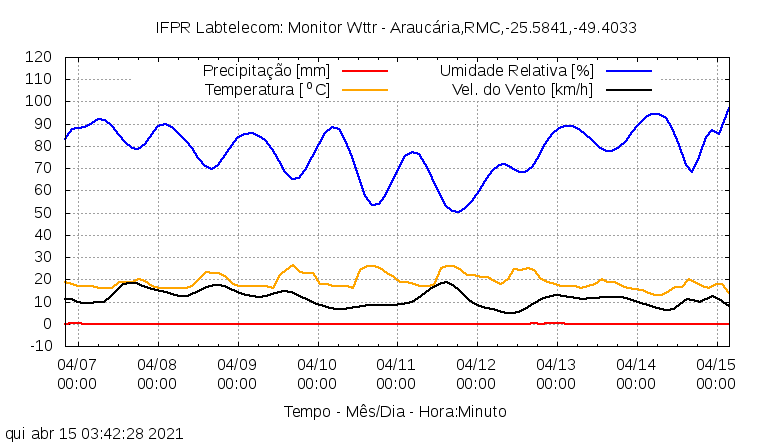 IFPR Labtelecom: Monitor Wttr - Araucária,RMC,-25.5841,-49.4033
120
110
100
90
80
70
60
50
40
30
20
10
0
-10
Precipitação [mm]
Temperatura [⁰C]
Umidade Relativa [%]
Vel. do Vento [km/h]
04/07 04/08 04/09 04/10 04/11 04/12 04/13 04/14 04/15
00:00 00:00 00:00 00:00 00:00 00:00 00:00 00:00 00:00
Tempo - Mês/Dia - Hora:Minuto
qui abr 15 03:42:28 2021